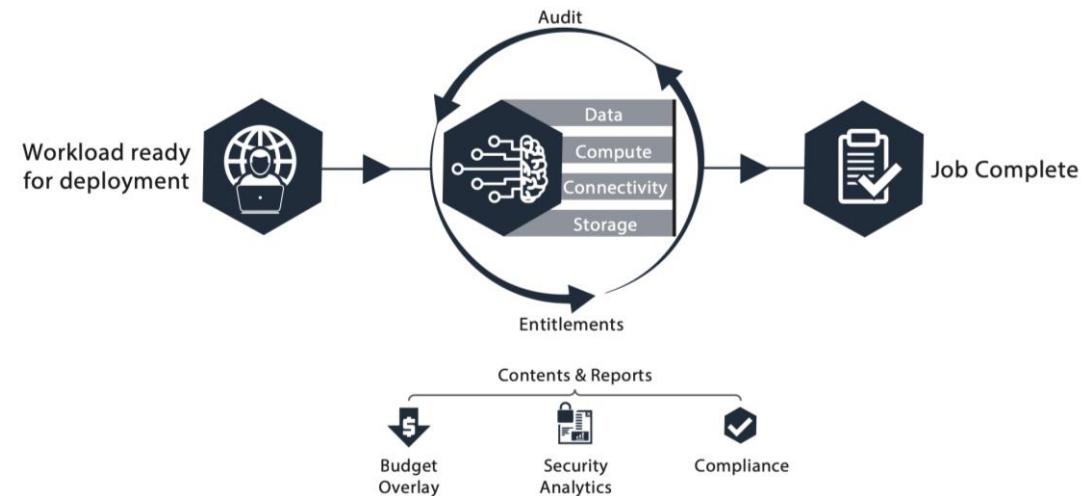 Audit
Workload ready
for deployment
Data
Compute
Connectivity
Storage
Job Complete
Entitlements
Contents & Reports
Budget
Overlay
Security
Analytics
Compliance